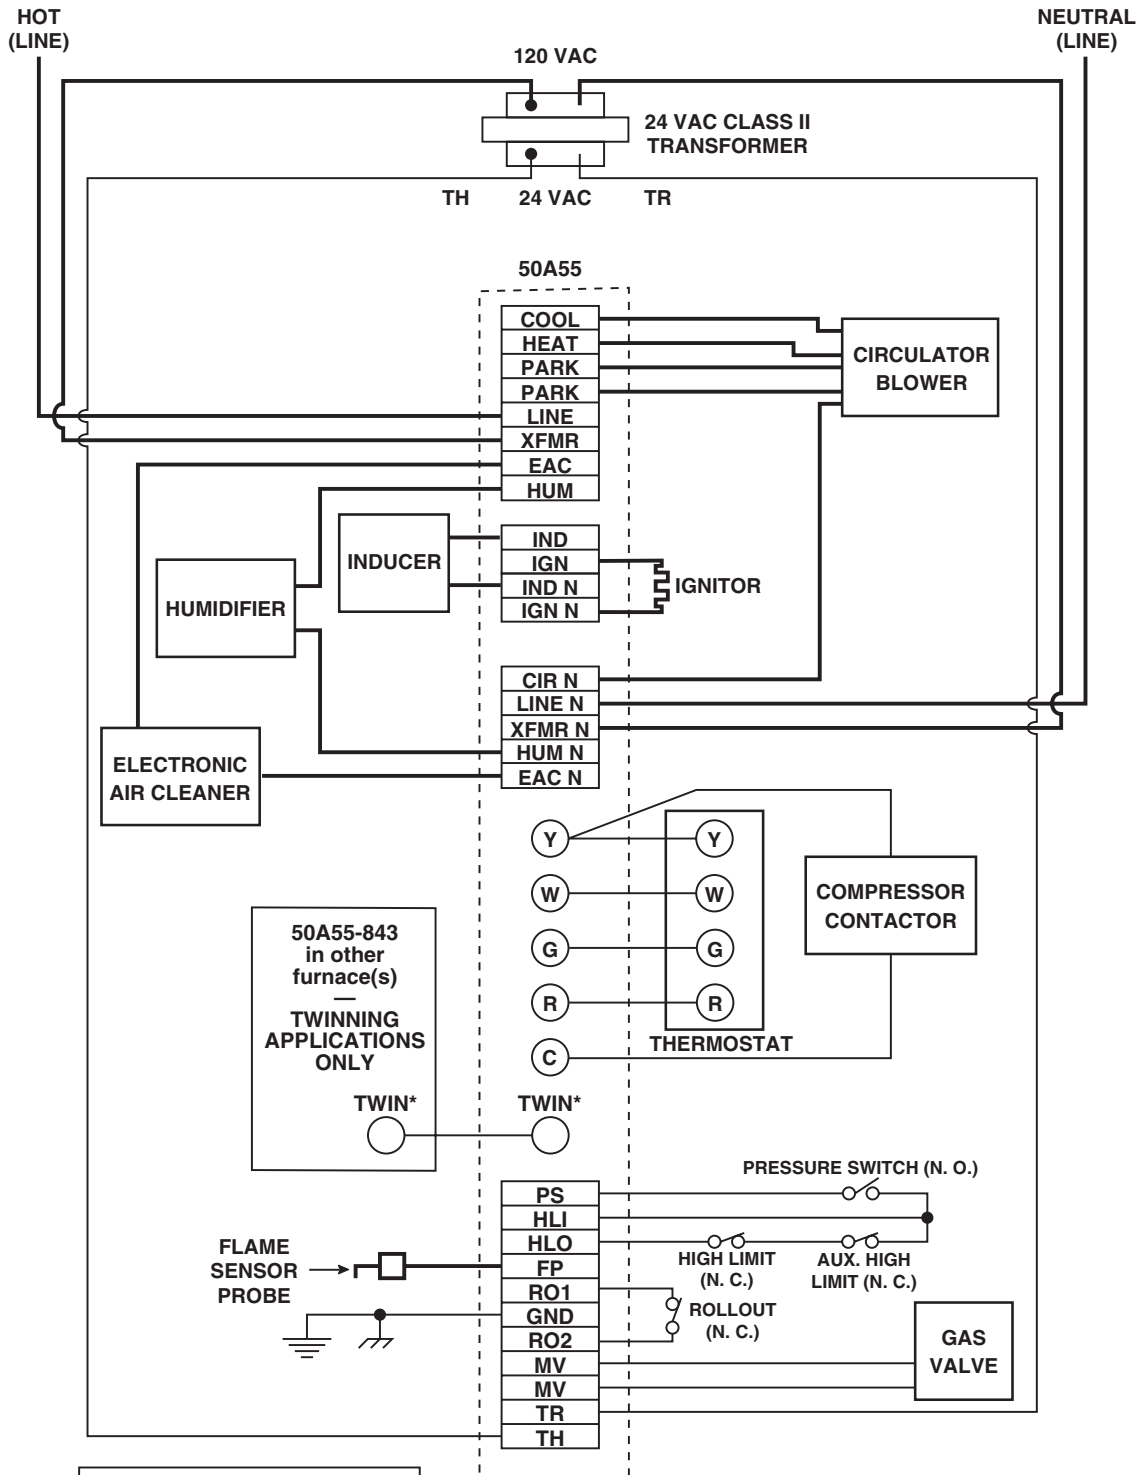 HOT
(LINE)
NEUTRAL
(LINE)
120 VAC
24 VAC CLASS II
TRANSFORMER
TH
24 VAC
TR
50A55
COOL
HEAT
PARK
PARK
LINE
XFMR
EAC
HUM
CIRCULATOR
BLOWER
IND
IGN
IND N
IGN N
INDUCER
IGNITOR
HUMIDIFIER
CIR N
LINE N
XFMR N
HUM N
EAC N
ELECTRONIC
AIR CLEANER
Y
Y
W
W
G
G
R
R
C
THERMOSTAT
COMPRESSOR
CONTACTOR
50A55-843
in other
furnace(s)
—
TWINNING
APPLICATIONS
ONLY
TWIN*
TWIN*
PRESSURE SWITCH (N. O.)
PS
HLI
HLO
FP
RO1
GND
RO2
MV
MV
TR
TH
HIGH LIMIT
(N. C.)
AUX. HIGH
LIMIT (N. C.)
FLAME
SENSOR
PROBE
ROLLOUT
(N. C.)
GAS
VALVE